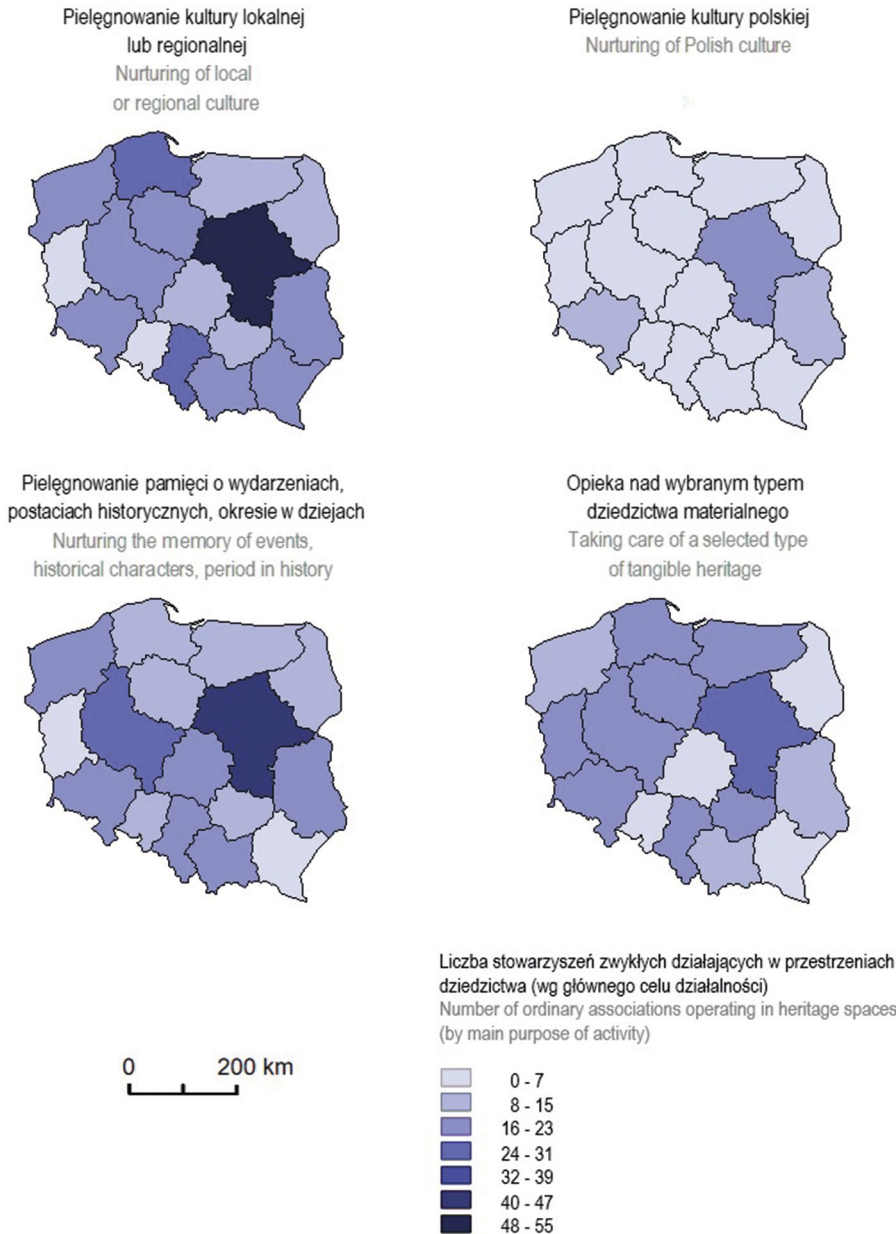 Pielęgnowanie kultury lokalnej
lub regionalnej
Nurturing of local
or regional culture
Pielęgnowanie kultury polskiej
Nurturing of Polish culture
Pielęgnowanie pamięci o wydarzeniach,
postaciach historycznych, okresie w dziejach
Nurturing the memory of events,
historical characters, period in history
Opieka nad wybranym typem
dziedzictwa materialnego
Taking care of a selected type
of tangible heritage
Liczba stowarzyszeń zwykłych działających w przestrzeniach
dziedzictwa (wg głównego celu działalności)
Number of ordinary associations operating in heritage spaces
(by main purpose of activity)
0 200 km
0 - 7
8 - 15
16 - 23
24 - 31
32 - 39
40 - 47
48 - 55